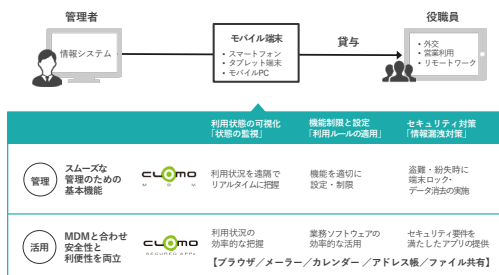 管理者
情報システム
モバイル端末
・スマートフォン
・タブレット端末
・モバイルPC
貸与
役職員
・外交
・営業利用
・リモートワーク
利用状態の可視化
「状態の監視」
機能制限と設定
「利用ルールの適用」
セキュリティ対策
「情報漏洩対策」
管理
スムーズな
管理のための
基本機能
CLOMO
MDM
利用状況を遠隔で
リアルタイムに把握
機能を適切に
設定・制限
盗難・紛失時に
端末ロック・
データ消去の実施
活用
MDMと合わせ
安全性と
利便性を両立
CLOMO
SECURED APPs
利用状況の
効率的な把握
業務ソフトウェアの
効率的な活用
セキュリティ要件を
満たしたアプリの提供
【ブラウザ／メーラー／カレンダー ／アドレス帳／ファイル共有】